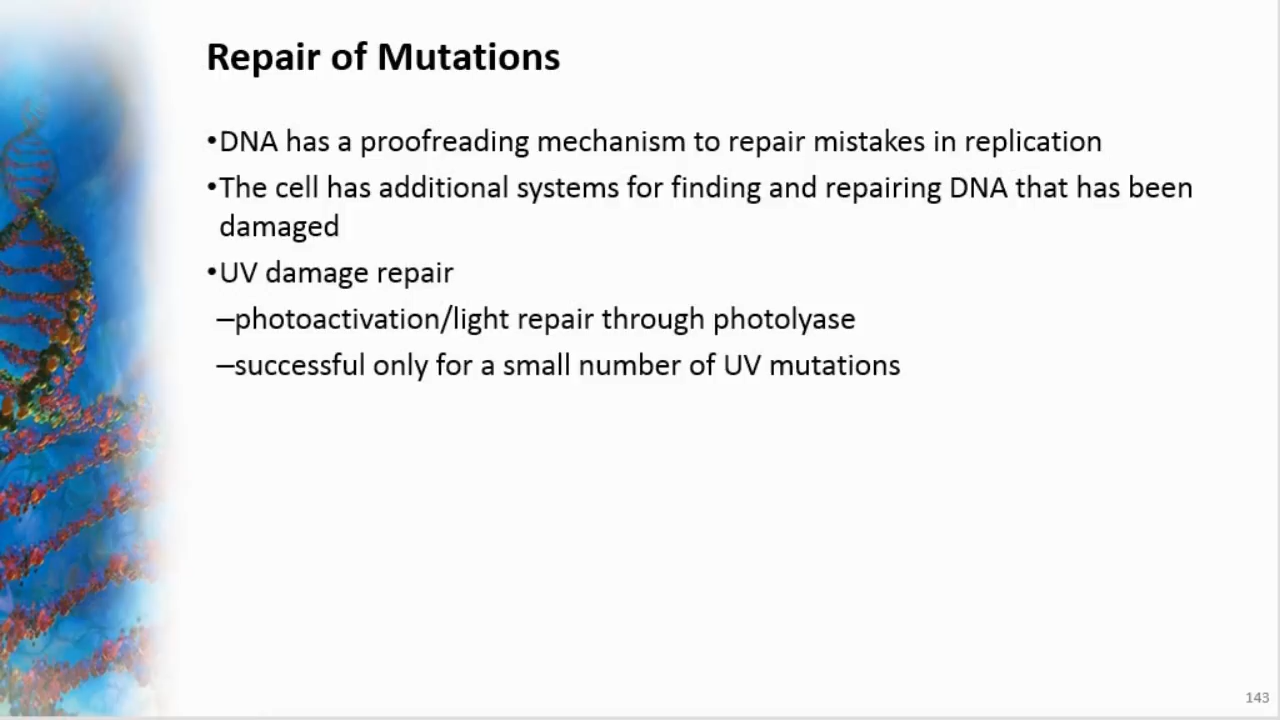 Repair of Mutations
•DNA has a proofreading mechanism to repair mistakes in replication
•The cell has additional systems for finding and repairing DNA that has been
damaged
•UV damage repair
–photoactivation/light repair through photolyase
–successful only for a small number of UV mutations
143